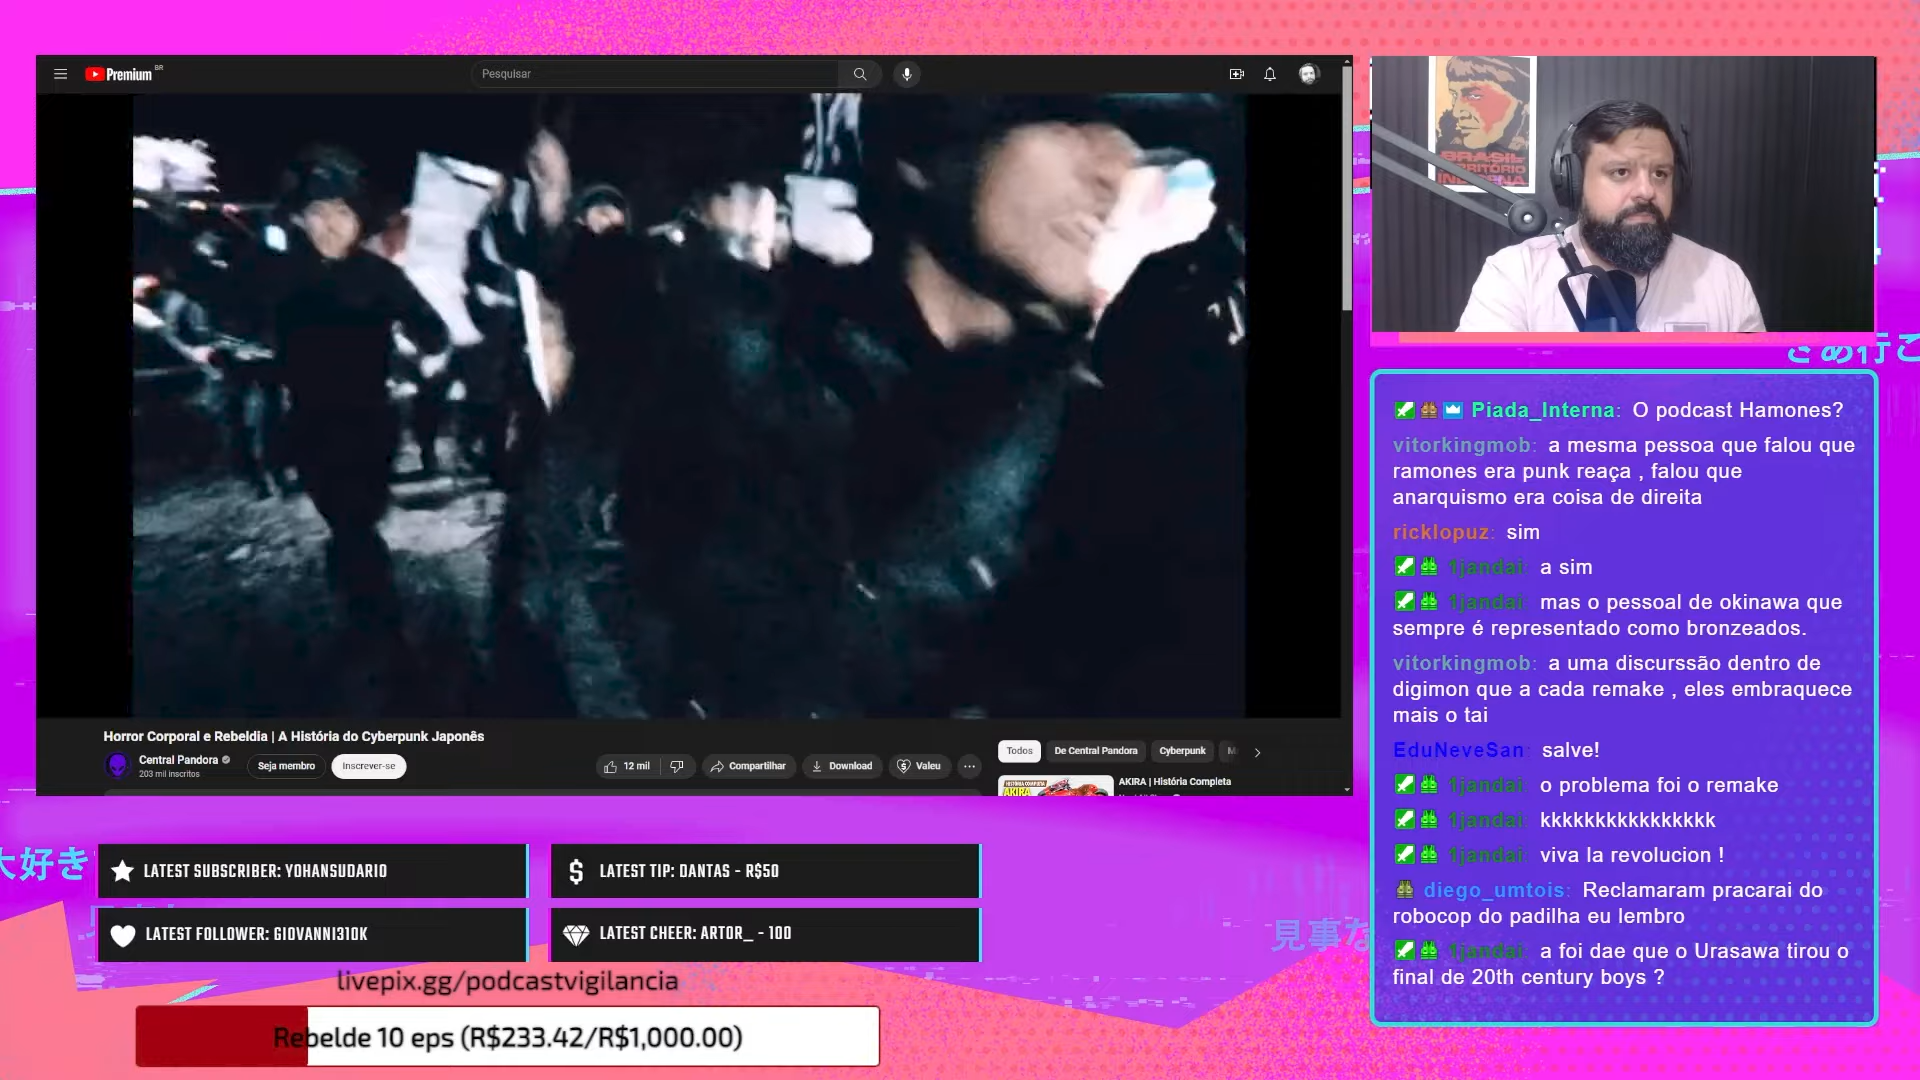 Premium BR
Pesquisar
Horror Corporal e Rebeldia | A História do Cyberpunk Japonês
Central Pandora
203 mil inscritos
Seja membro
Inscrever-se
12 mil
Compartilhar
Download
Valeu
Todos
De Central Pandora
Cyberpunk
AKIRA | História Completa
AKIRA
BRASIL
TERRITÓRIO
Piada_Interna: O podcast Hamones?
vitorkingmob: a mesma pessoa que falou que
ramones era punk reaça , falou que
anarquismo era coisa de direita
ricklopuz: sim
1jandai: a sim
1jandai: mas o pessoal de okinawa que
sempre é representado como bronzeados.
vitorkingmob: a uma discurssão dentro de
digimon que a cada remake , eles embraquece
mais o tai
EduNeveSan: salve!
1jandai: o problema foi o remake
1jandai: kkkkkkkkkkkkkkkk
1jandai: viva la revolucion !
diego_umtois: Reclamaram pracarai do
robocop do padilha eu lembro
1jandai: a foi dae que o Urasawa tirou o
final de 20th century boys ?
大好き
LATEST SUBSCRIBER: YOHANSUDARIO
LATEST TIP: DANTAS - R$50
LATEST FOLLOWER: GIOVANNI310K
LATEST CHEER: ARTOR_ - 100
見事な
livepix.gg/podcastvigilancia
Rebelde 10 eps (R$233.42/R$1,000.00)